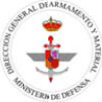 DIRECCION GENERAL DE ARMAMENTO Y MATERIAL
MINISTERIO DE DEFENSA